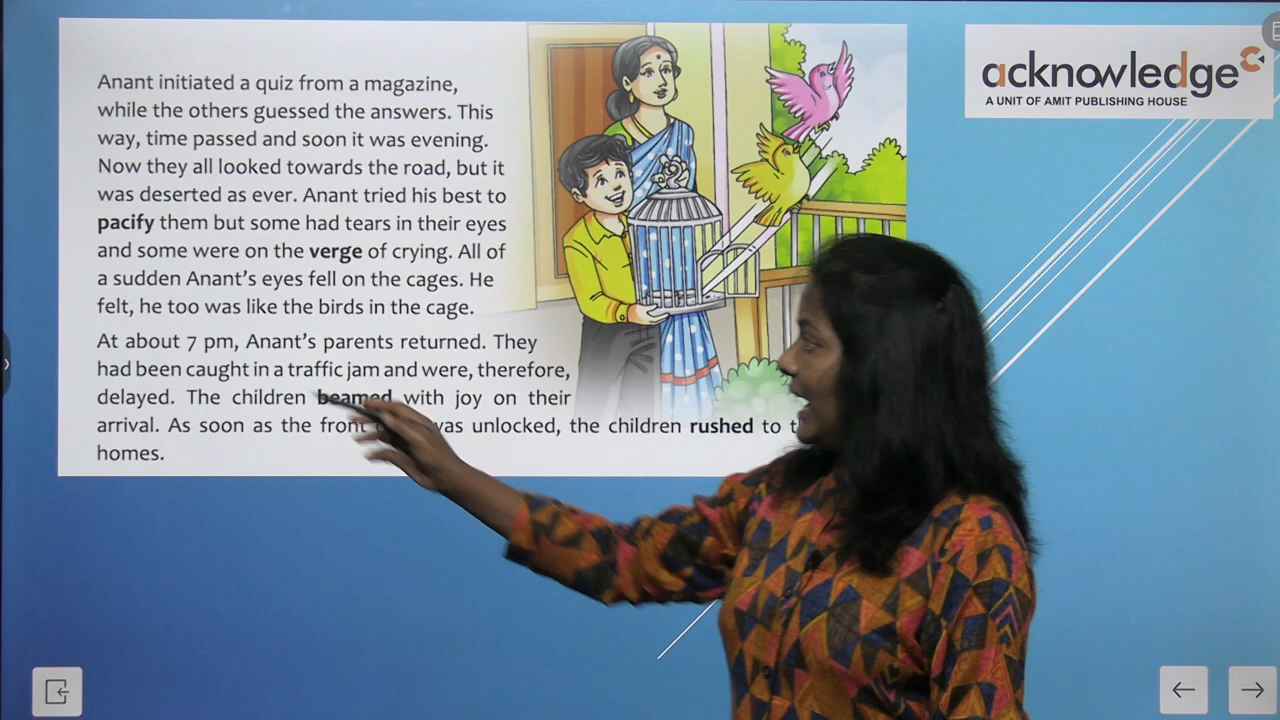 Anant initiated a quiz from a magazine,
while the others guessed the answers. This
way, time passed and soon it was evening.
Now they all looked towards the road, but it
was deserted as ever. Anant tried his best to
pacify them but some had tears in their eyes
and some were on the verge of crying. All of
a sudden Anant's eyes fell on the cages. He
felt, he too was like the birds in the cage.
At about 7 pm, Anant's parents returned. They
had been caught in a traffic jam and were, therefore,
delayed. The children beamed with joy on their
arrival. As soon as the front was unlocked, the children rushed to
homes.
acknowledge
A UNIT OF AMIT PUBLISHING HOUSE